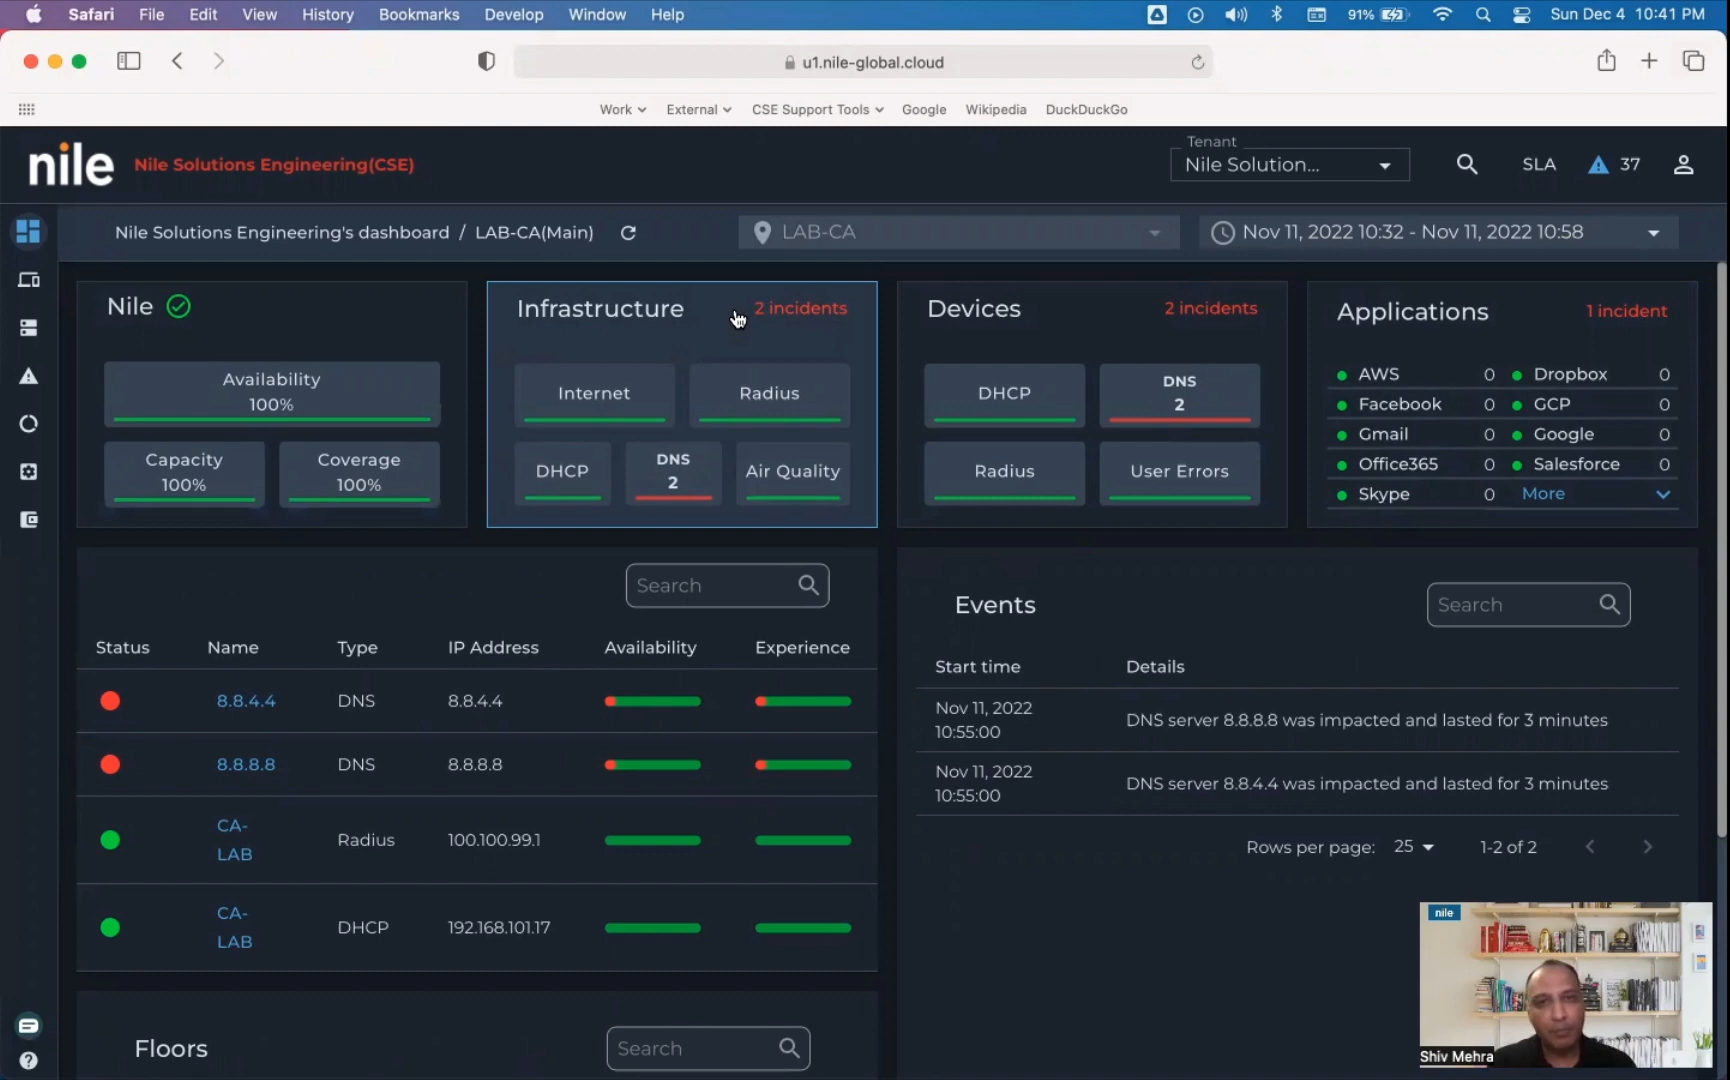 Safari File Edit View History Bookmarks Develop Window Help 91% Sun Dec 4 10:41 PM
u1.nile-global.cloud
Work External CSE Support Tools Google Wikipedia DuckDuckGo
nile Nile Solutions Engineering(CSE) Tenant Nile Solution... SLA 37
Nile Solutions Engineering's dashboard / LAB-CA(Main) LAB-CA Nov 11, 2022 10:32 - Nov 11, 2022 10:58
Nile
Availability
100%
Capacity
100%
Coverage
100%
Infrastructure 2 incidents
Internet Radius
DHCP DNS
2
Air Quality
Devices 2 incidents
DHCP DNS
2
Radius User Errors
Applications 1 incident
AWS 0 Dropbox 0
Facebook 0 GCP 0
Gmail 0 Google 0
Office365 0 Salesforce 0
Skype 0 More
Search
Status Name Type IP Address Availability Experience
8.8.4.4 DNS 8.8.4.4
8.8.8.8 DNS 8.8.8.8
CA-
LAB Radius 100.100.99.1
CA-
LAB DHCP 192.168.101.17
Events Search
Start time Details
Nov 11, 2022
10:55:00 DNS server 8.8.8.8 was impacted and lasted for 3 minutes
Nov 11, 2022
10:55:00 DNS server 8.8.4.4 was impacted and lasted for 3 minutes
Rows per page: 25 1-2 of 2
Floors Search
nile
Shiv Mehra